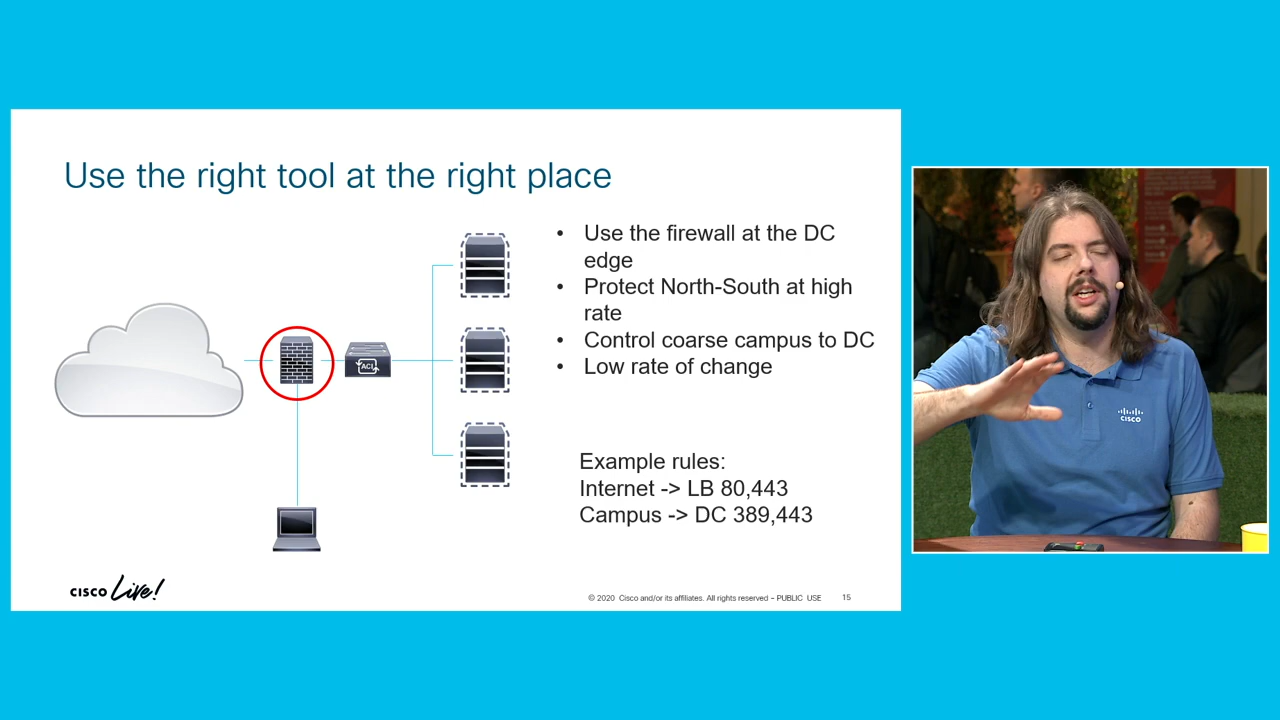 Use the right tool at the right place
• Use the firewall at the DC
edge
• Protect North-South at high
rate
• Control coarse campus to DC
• Low rate of change
ACI
Example rules:
Internet -> LB 80,443
Campus -> DC 389,443
CISCO Live!
© 2020 Cisco and/or its affiliates. All rights reserved – PUBLIC USE 15
CISCO